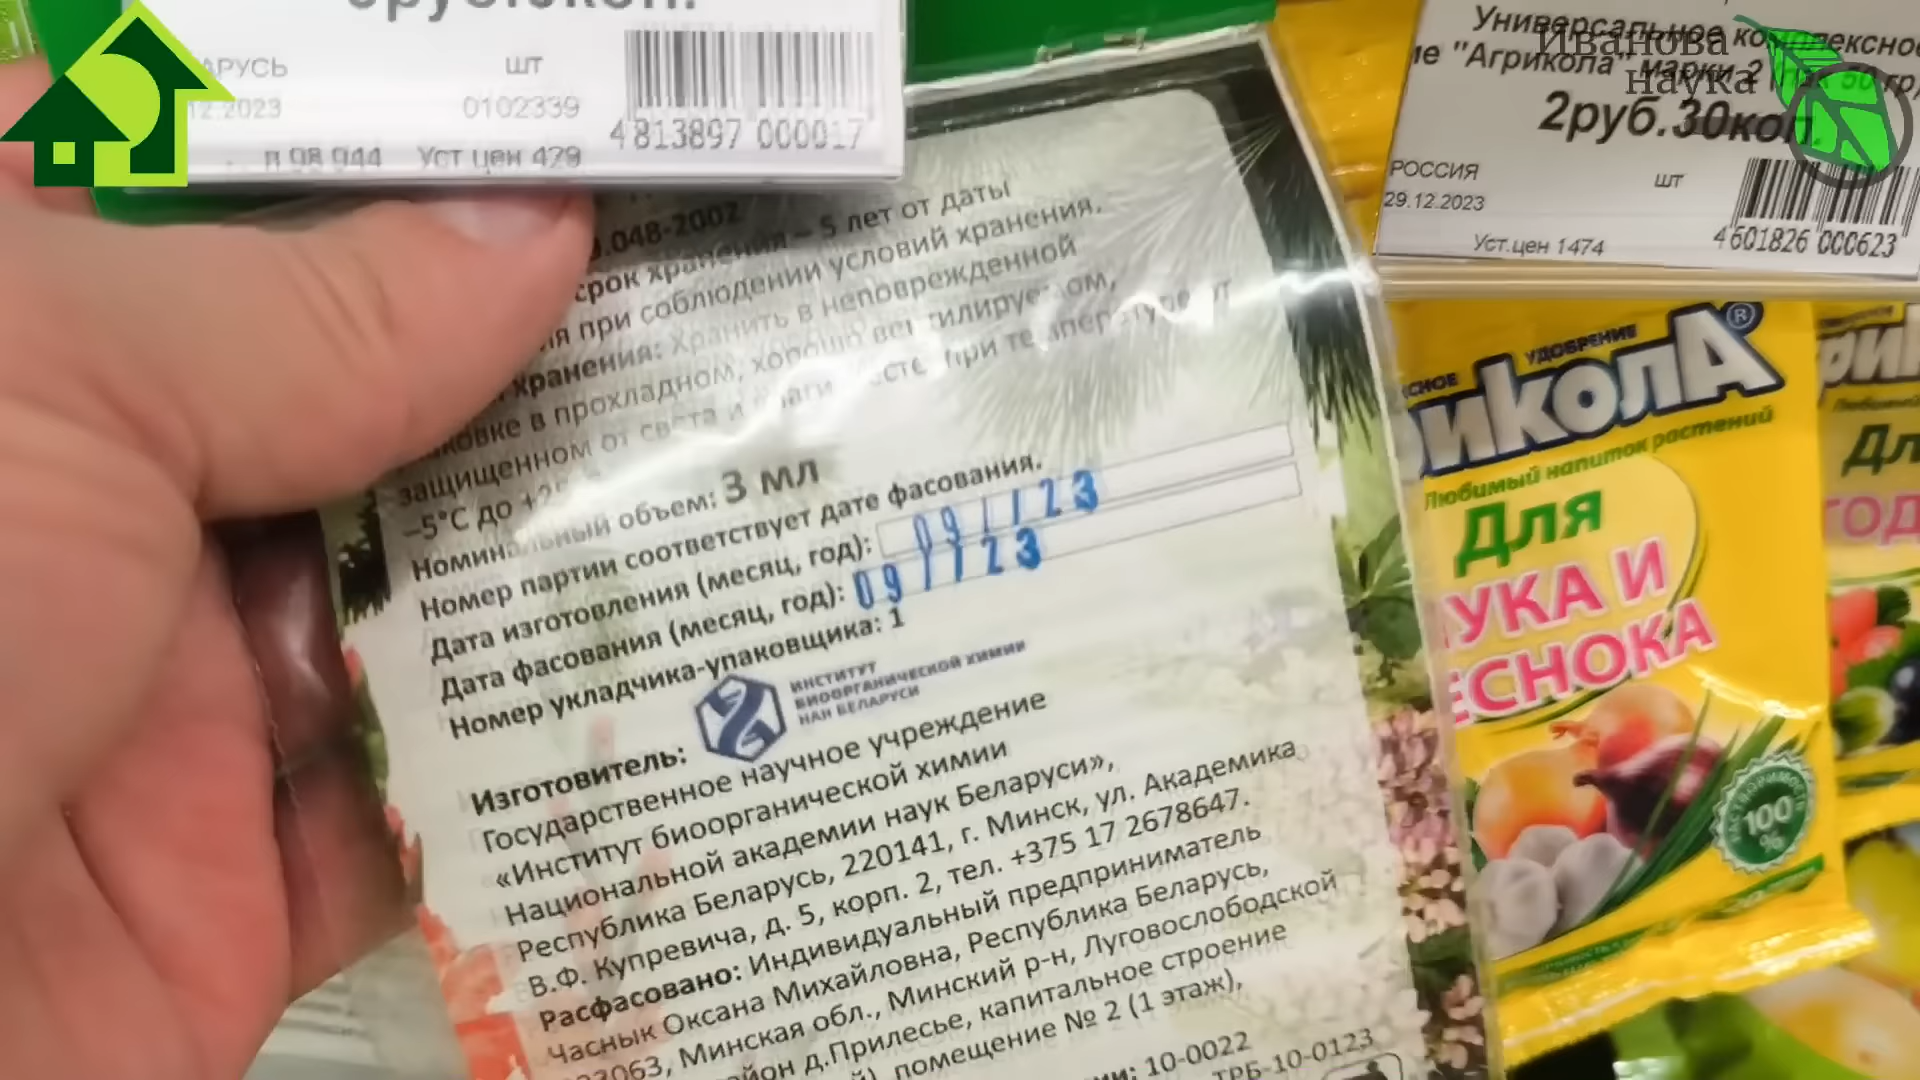 АРУСЬ
шт
12.2023
0102339
4 813897 000017
Уст цен 429
Универсальное комплексное
"Агрикола" марки 2
2руб.30коп.
РОССИЯ
шт
29.12.2023
Уст.цен 1474
4 601826 000623
Иванова
наука
.048-2002
срок хранения – 5 лет от даты
при соблюдении условий хранения.
хранения: Хранить в неповрежденной
в прохладном, хорошо вентилируемом,
защищенном от света и влаги месте при температуре от
–5°С до
Номинальный объем: 3 мл
Номер партии соответствует дате фасования.
Дата изготовления (месяц, год): 09 / 123
Дата фасования (месяц, год): 09 / 123
Номер укладчика-упаковщика: 1
Изготовитель:
ИНСТИТУТ
БИООРГАНИЧЕСКОЙ ХИМИИ
НАН БЕЛАРУСИ
Государственное научное учреждение
«Институт биоорганической химии
Национальной академии наук Беларуси»,
Республика Беларусь, 220141, г. Минск, ул. Академика
В.Ф. Купревича, д. 5, корп. 2, тел. +375 17 2678647.
Расфасовано: Индивидуальный предприниматель
Часнык Оксана Михайловна, Республика Беларусь,
Минская обл., Минский р-н, Луговослободской
д.Прилесье, капитальное строение
помещение № 2 (1 этаж),
10-0022
ТРБ-10-0123
УДОБРЕНИЕ
иколА®
Любимый напиток растений
Для
УКА И
ЕСНОКА
100
%